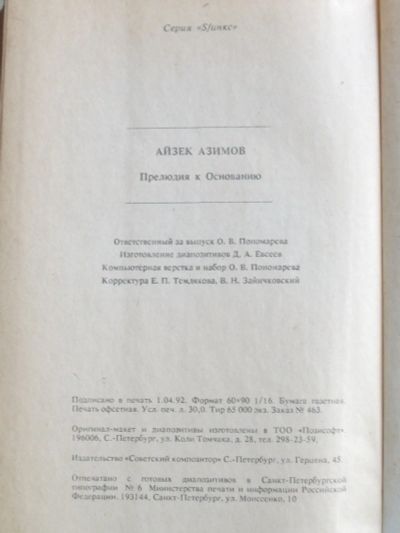 Серия «Sfинкс»
АЙЗЕК АЗИМОВ
Прелюдия к Основанию
Ответственный за выпуск О. В. Пономарева
Изготовление диапозитивов Д. А. Евсеев
Компьютерная верстка и набор О. В. Пономарева
Корректура Е. П. Темлякова, В. Н. Зайичковский
Подписано в печать 1.04.92. Формат 60×90 1/16. Бумага газетная.
Печать офсетная. Усл. печ. л. 30,0. Тир 65 000 экз. Заказ № 463.
Оригинал-макет и диапозитивы изготовлены в ТОО «Позисофт».
196006, С.-Петербург, ул. Коли Томчака, д. 28, тел. 298-23-59.
Издательство «Советский композитор» С.-Петербург, ул. Герцена, 45.
Отпечатано с готовых диапозитивов в Санкт-Петербургской
типографии № 6 Министерства печати и информации Российской
Федерации. 193144, Санкт-Петербург, ул. Моисеенко, 10